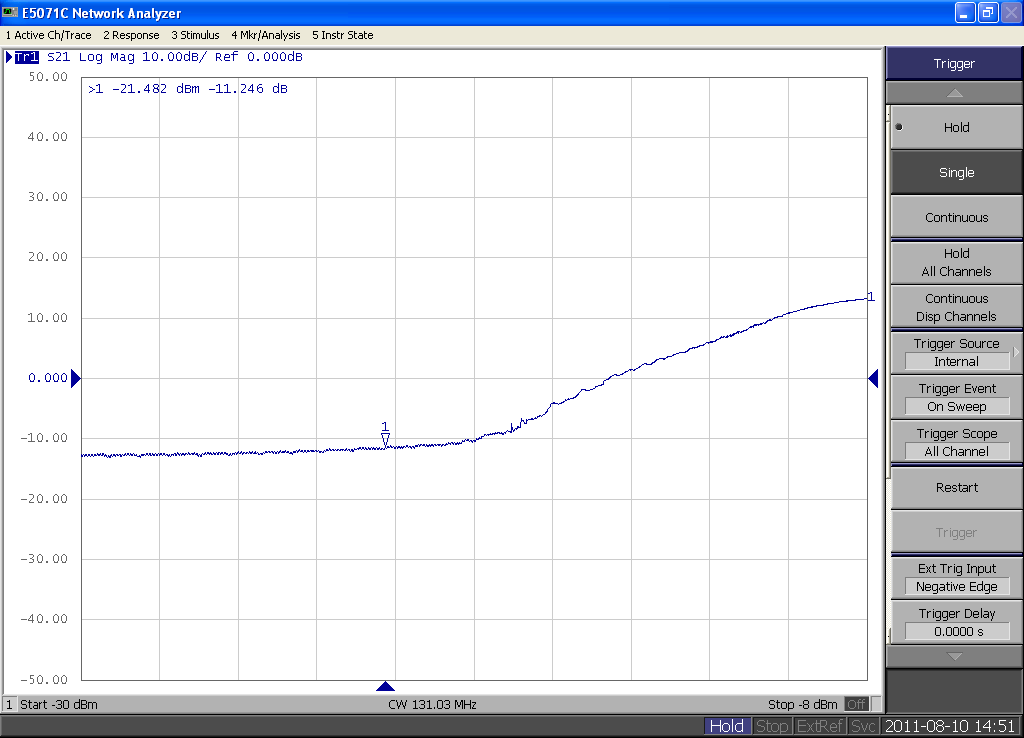 E5071C Network Analyzer
1 Active Ch/Trace 2 Response 3 Stimulus 4 Mkr/Analysis 5 Instr State
Tr1 S21 Log Mag 10.00dB/ Ref 0.000dB
50.00
>1 -21.482 dBm -11.246 dB
40.00
30.00
20.00
10.00
0.000
-10.00
-20.00
-30.00
-40.00
-50.00
1
1
1 Start -30 dBm
CW 131.03 MHz
Stop -8 dBm Off
Trigger
Hold
Single
Continuous
Hold
All Channels
Continuous
Disp Channels
Trigger Source
Internal
Trigger Event
On Sweep
Trigger Scope
All Channel
Restart
Trigger
Ext Trig Input
Negative Edge
Trigger Delay
0.0000 s
Hold Stop ExtRef Svc 2011-08-10 14:51